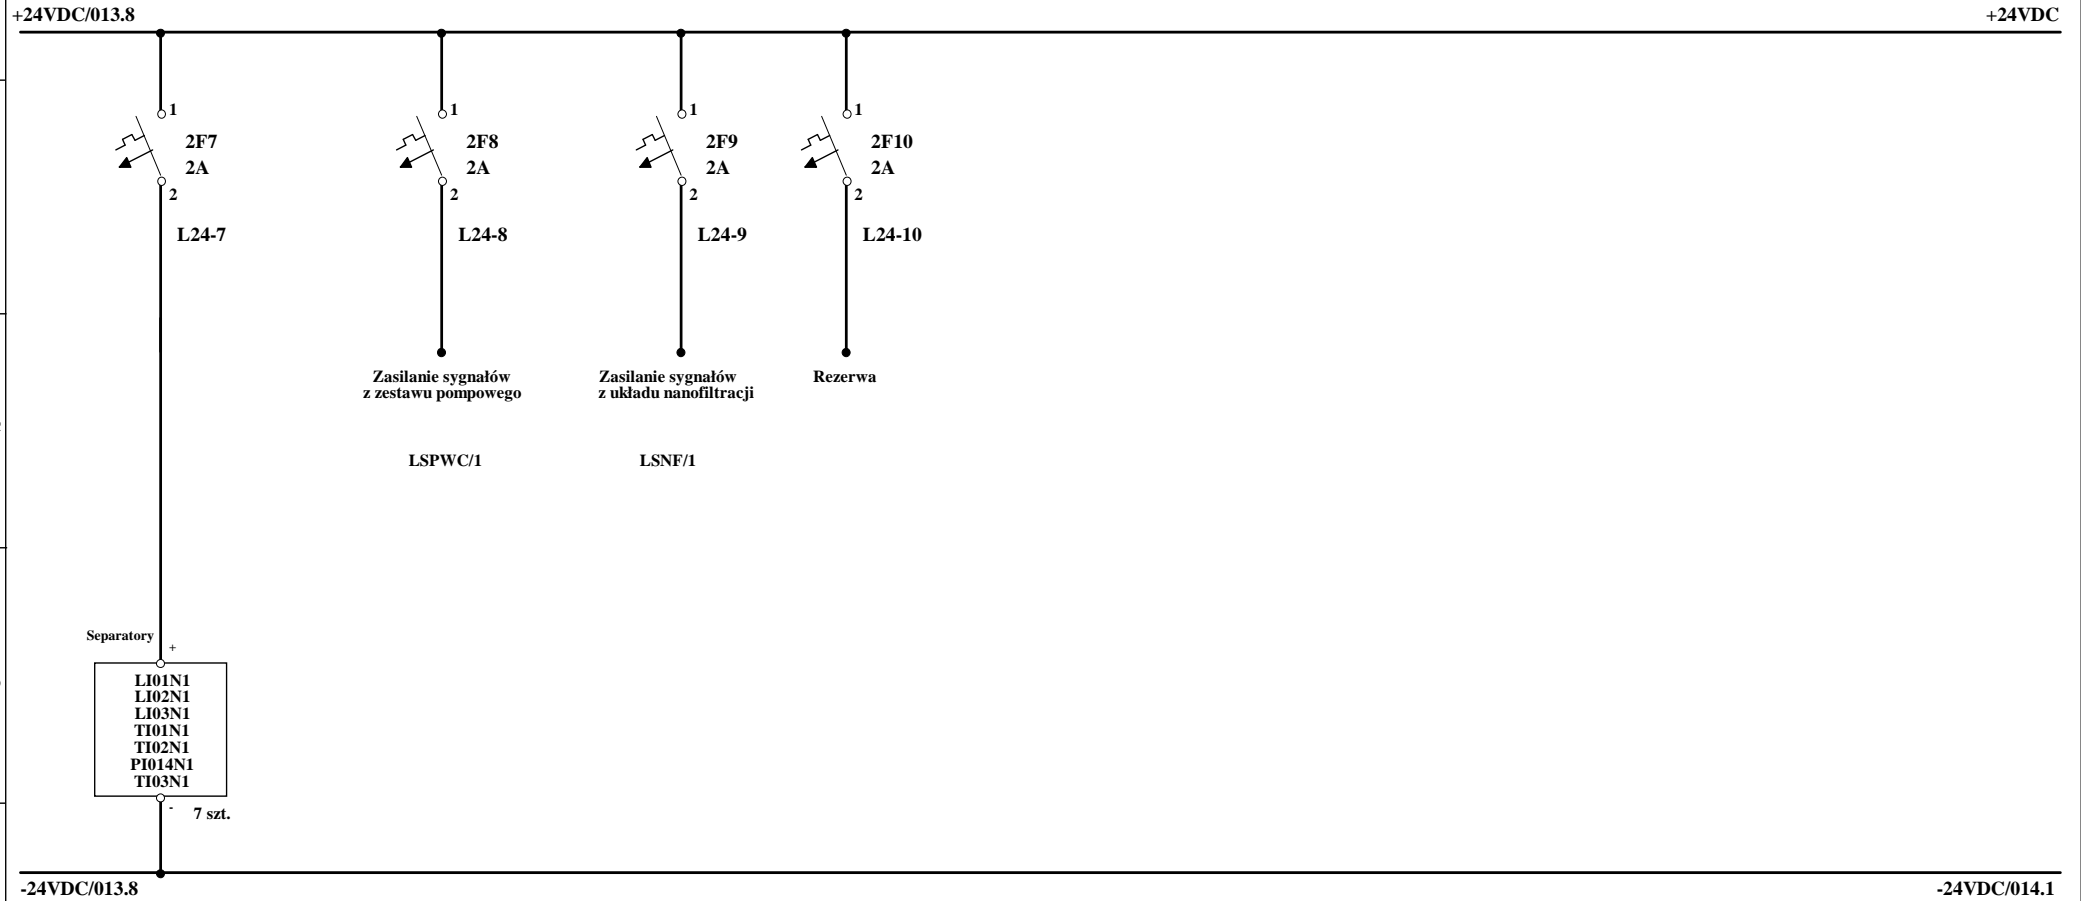 +24VDC/013.8
+24VDC
1
2F7
2A
2
L24-7
1
2F8
2A
2
L24-8
1
2F9
2A
2
L24-9
1
2F10
2A
2
L24-10
Zasilanie sygnałów
z zestawu pompowego
LSPWC/1
Zasilanie sygnałów
z układu nanofiltracji
LSNF/1
Rezerwa
Separatory
+
LI01N1
LI02N1
LI03N1
TI01N1
TI02N1
PI014N1
TI03N1
-
7 szt.
-24VDC/013.8
-24VDC/014.1